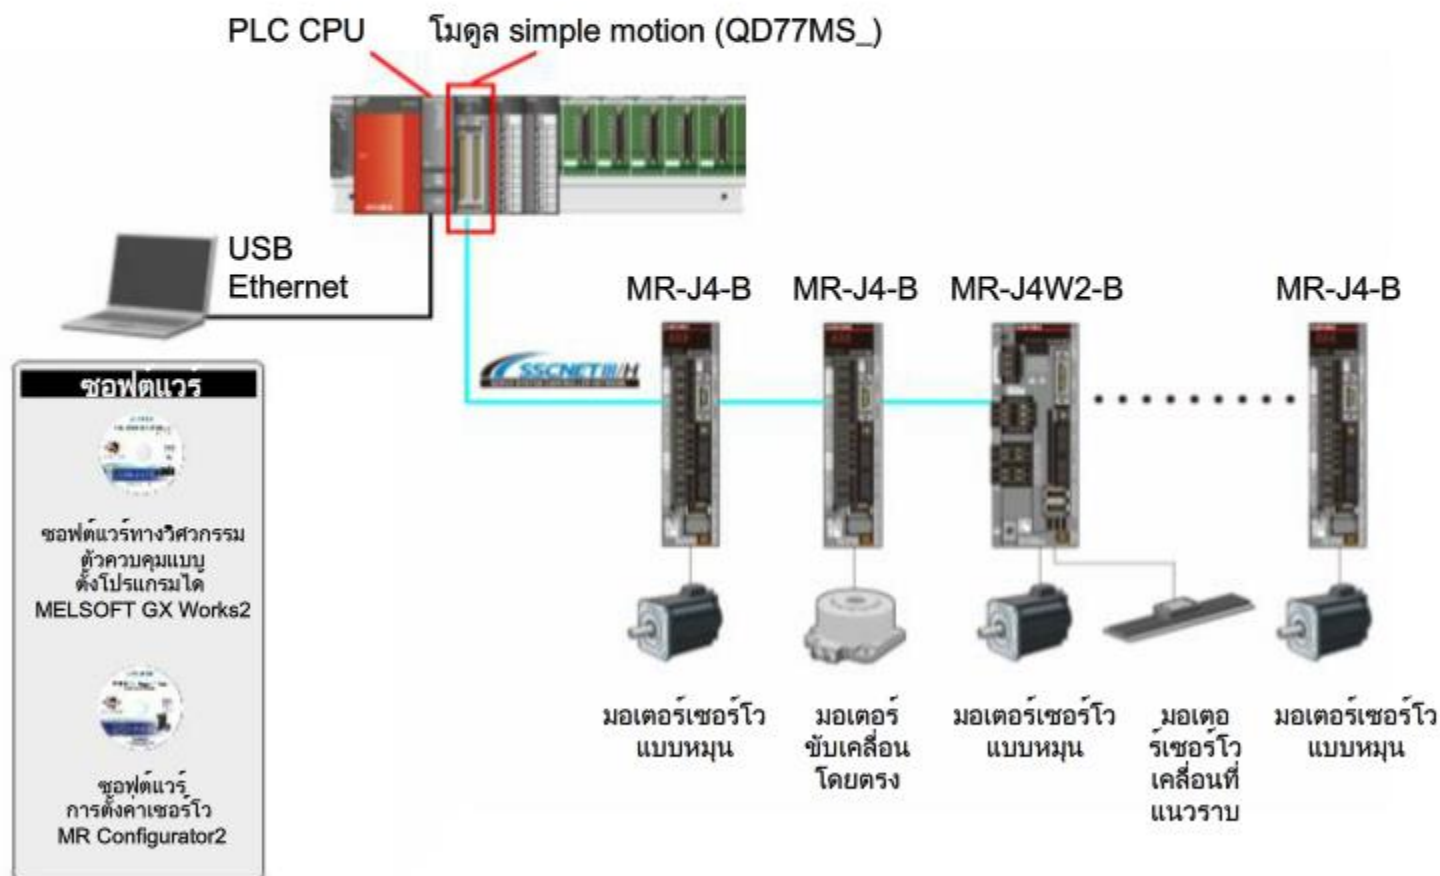 PLC CPU
โมดูล simple motion (QD77MS_)
USB
Ethernet
MR-J4-B
MR-J4-B
MR-J4W2-B
MR-J4-B
SSCNETIII/H
ซอฟต์แวร์
ซอฟต์แวร์ทางวิศวกรรม
ตัวควบคุมแบบ
ตั้งโปรแกรมได
MELSOFT GX Works2
ซอฟต์แวร์
การตั้งค่าเซอร์โว
MR Configurator2
มอเตอร์เซอร์โว
แบบหมุน
มอเตอร์
ขับเคลื่อน
โดยตรง
มอเตอร์เซอร์โว
แบบหมุน
มอเตอ
ร์เซอร์โว
เคลื่อนที่
แนวราบ
มอเตอร์เซอร์โว
แบบหมุน